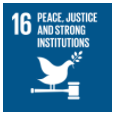 16 PEACE, JUSTICE
AND STRONG
INSTITUTIONS